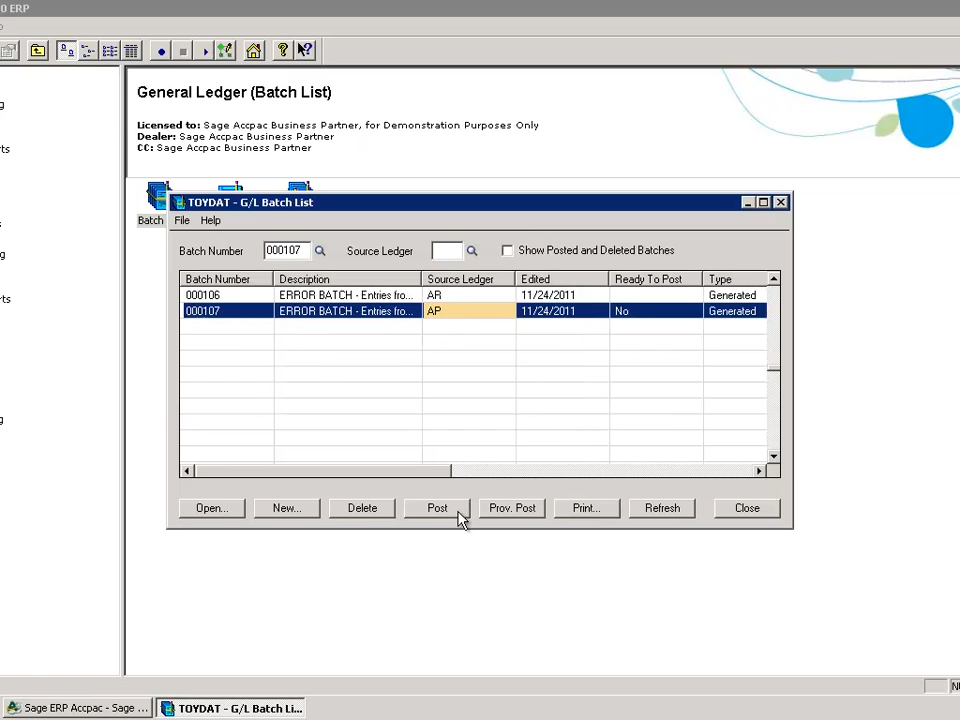 0 ERP
General Ledger (Batch List)
Licensed to: Sage Accpac Business Partner, for Demonstration Purposes Only
Dealer: Sage Accpac Business Partner
CC: Sage Accpac Business Partner
Batch
TOYDAT - G/L Batch List
File Help
Batch Number 000107 Source Ledger Show Posted and Deleted Batches
Batch Number Description Source Ledger Edited Ready To Post Type
000106 ERROR BATCH - Entries fro... AR 11/24/2011 Generated
000107 ERROR BATCH - Entries fro... AP 11/24/2011 No Generated
Open... New... Delete Post Prov. Post Print... Refresh Close
Sage ERP Accpac - Sage ... TOYDAT - G/L Batch Li...